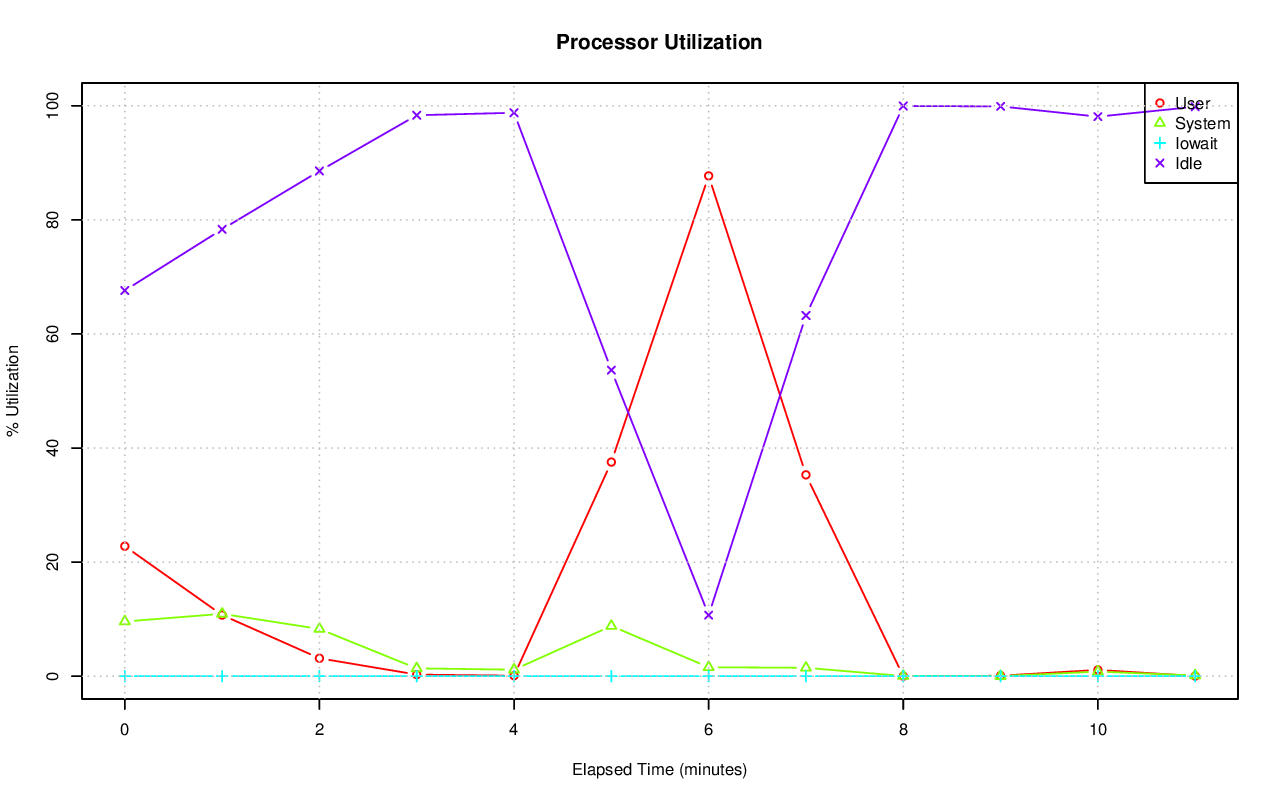 Processor Utilization
% Utilization
100
80
60
40
20
0
User
System
Iowait
Idle
0 2 4 6 8 10
Elapsed Time (minutes)